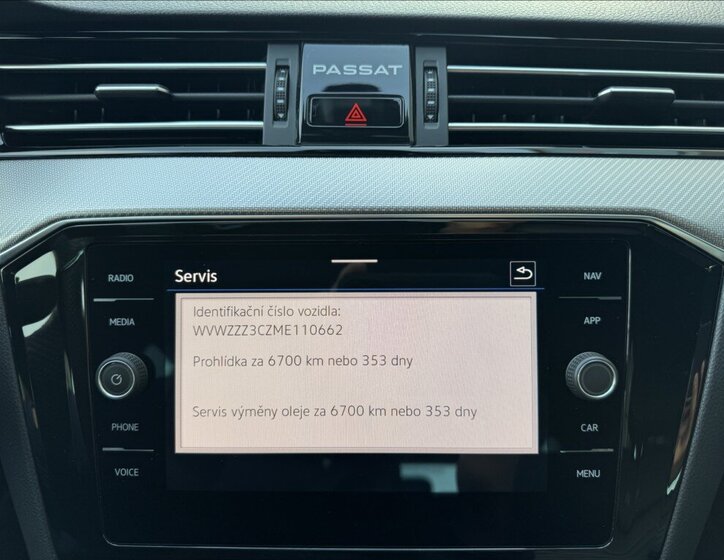 PASSAT
RADIO
Servis
NAV
Identifikační číslo vozidla:
WVWZZZ3CZME110662
MEDIA
APP
Prohlídka za 6700 km nebo 353 dny
Servis výměny oleje za 6700 km nebo 353 dny
PHONE
CAR
VOICE
MENU